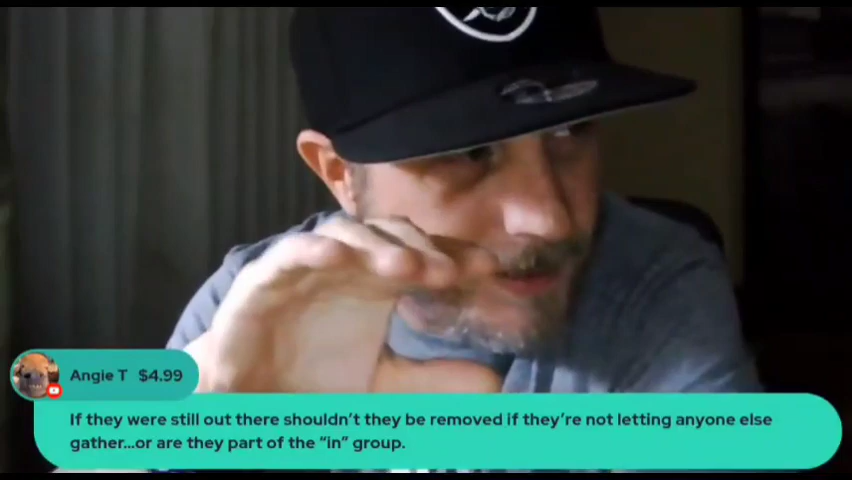 Angie T $4.99
If they were still out there shouldn't they be removed if they're not letting anyone else
gather...or are they part of the “in” group.